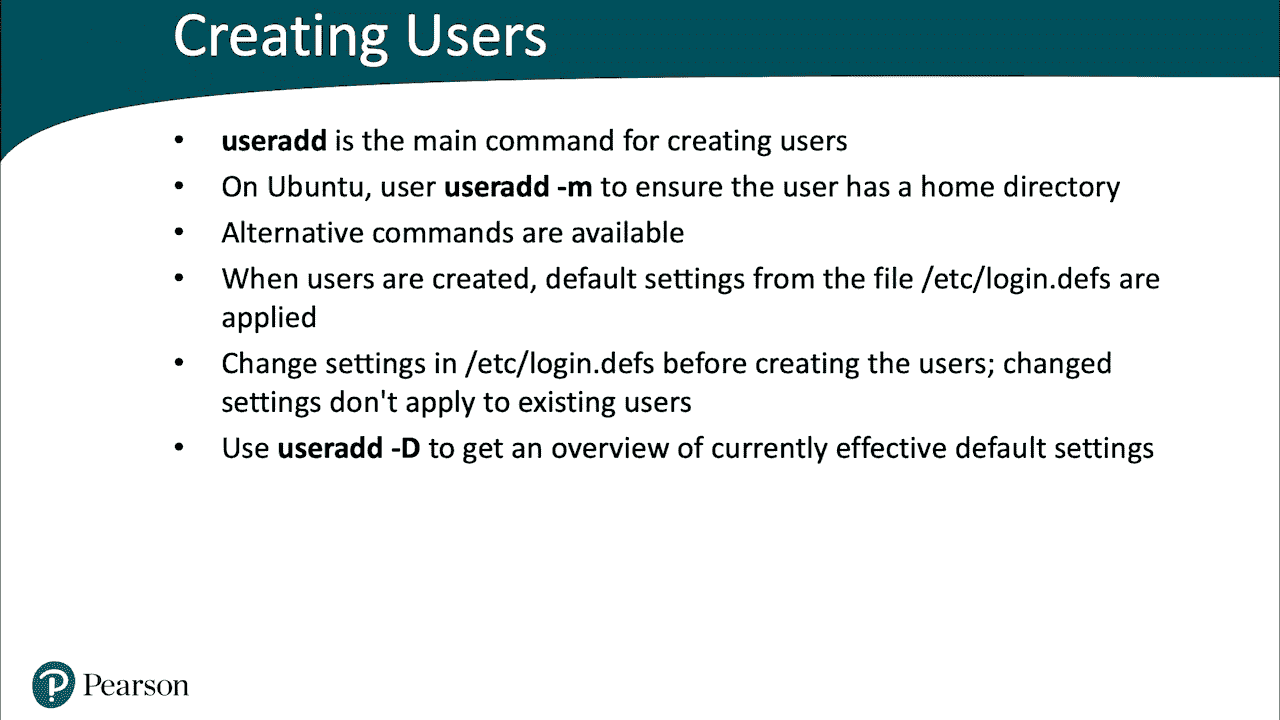 Creating Users
• useradd is the main command for creating users
• On Ubuntu, user useradd -m to ensure the user has a home directory
• Alternative commands are available
• When users are created, default settings from the file /etc/login.defs are
applied
• Change settings in /etc/login.defs before creating the users; changed
settings don't apply to existing users
• Use useradd -D to get an overview of currently effective default settings
Pearson